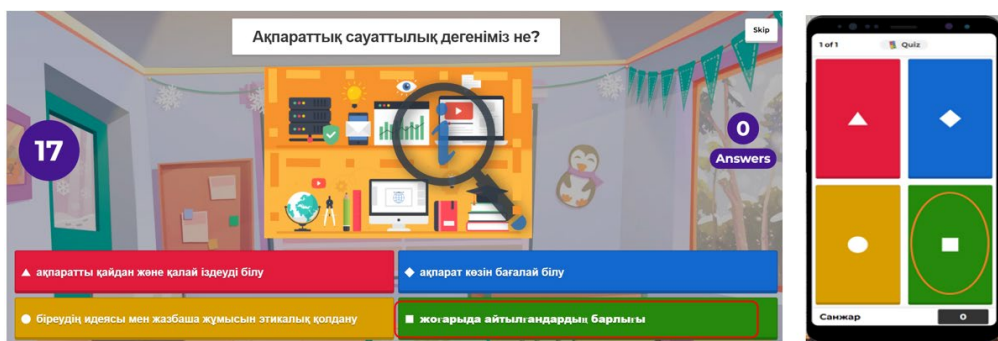 Ақпараттық сауаттылық дегеніміз не?
Skip
17
0
Answers
ақпаратты қайдан және қалай іздеуді білу
ақпарат көзін бағалай білу
біреудің идеясы мен жазбаша жұмысын этикалық қолдану
жоғарыда айтылғандардың барлығы
1 of 1
Quiz
Санжар
0